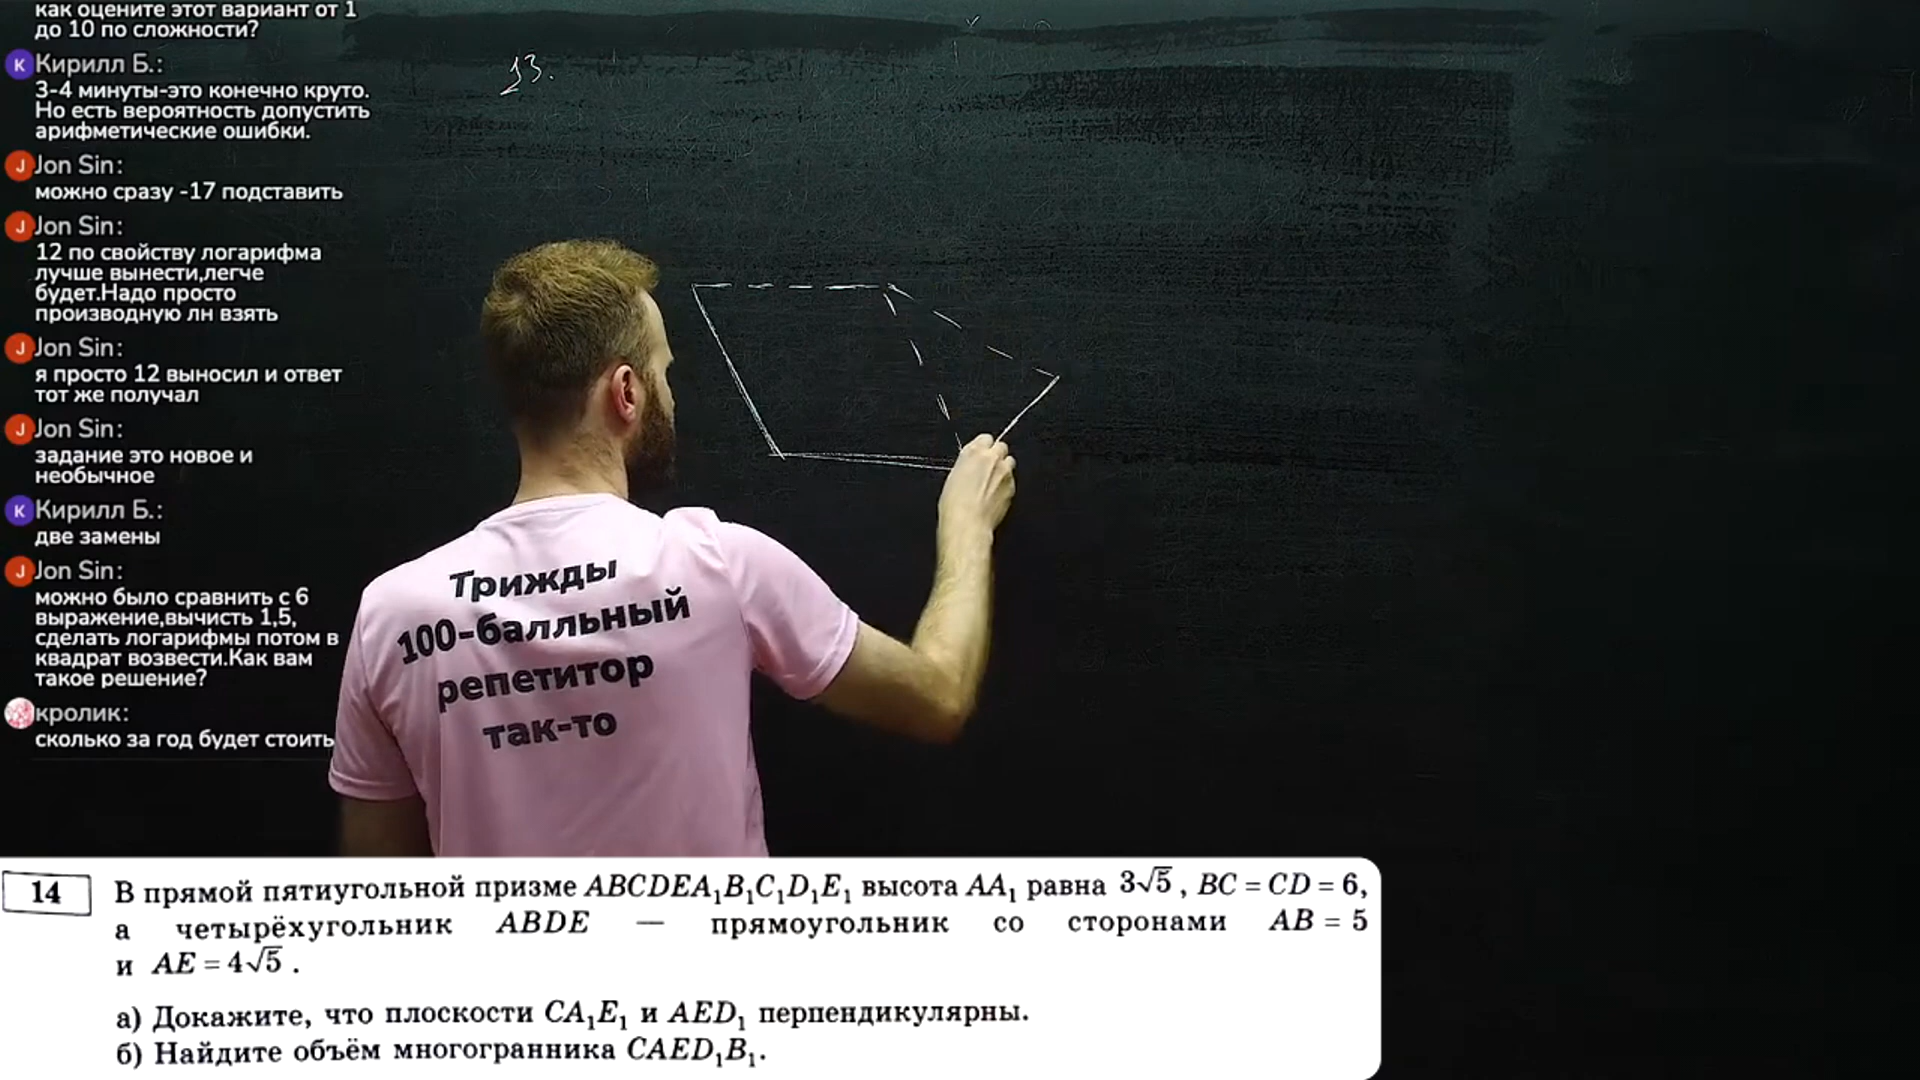 как оцените этот вариант от 1
до 10 по сложности?
К Кирилл Б.:
3-4 минуты-это конечно круто.
Но есть вероятность допустить
арифметические ошибки.
J Jon Sin:
можно сразу -17 подставить
J Jon Sin:
12 по свойству логарифма
лучше вынести,легче
будет.Надо просто
производную лн взять
J Jon Sin:
я просто 12 выносил и ответ
тот же получал
J Jon Sin:
задание это новое и
необычное
К Кирилл Б.:
две замены
J Jon Sin:
можно было сравнить с 6
выражение,вычисть 1,5,
сделать логарифмы потом в
квадрат возвести.Как вам
такое решение?
кролик:
сколько за год будет стоить
13.
Трижды
100-балльный
репетитор
так-то
14 В прямой пятиугольной призме ABCDEA₁B₁C₁D₁E₁ высота AA₁ равна 3√5, BC = CD = 6,
а четырёхугольник ABDE — прямоугольник со сторонами AB = 5
и AE = 4√5.
а) Докажите, что плоскости CA₁E₁ и AED₁ перпендикулярны.
б) Найдите объём многогранника CAED₁B₁.